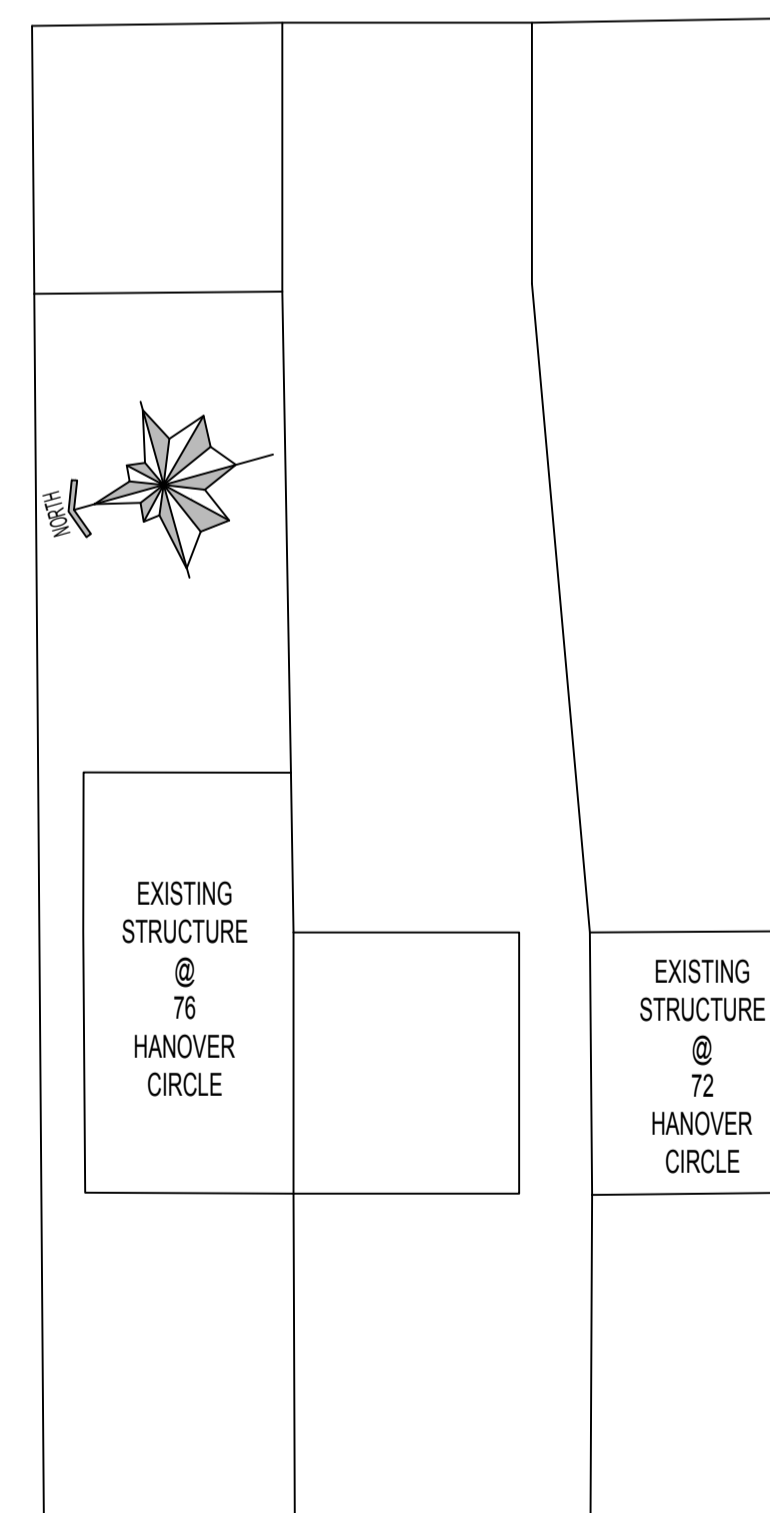 NORTH
EXISTING
STRUCTURE
@
76
HANOVER
CIRCLE
EXISTING
STRUCTURE
@
72
HANOVER
CIRCLE